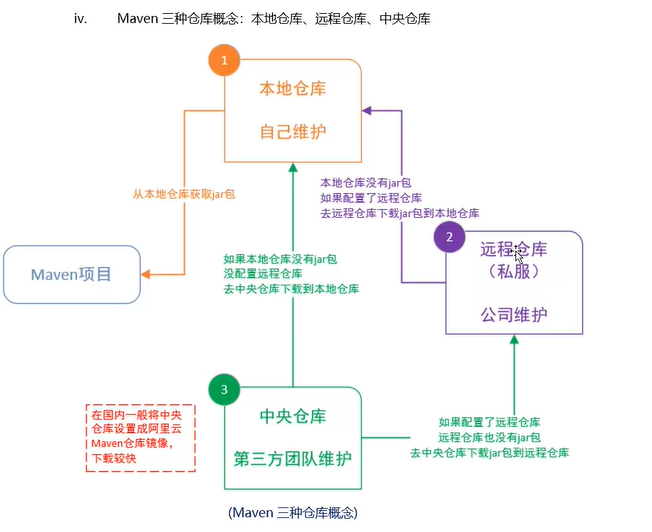 iv. Maven 三种仓库概念：本地仓库、远程仓库、中央仓库
1
本地仓库
自己维护
从本地仓库获取jar包
本地仓库没有jar包
如果配置了远程仓库
去远程仓库下载jar包到本地仓库
2
远程仓库
（私服）
公司维护
Maven项目
如果本地仓库没有jar包
没配置远程仓库
去中央仓库下载到本地仓库
3
中央仓库
第三方团队维护
在国内一般将中央
仓库设置成阿里云
Maven仓库镜像，
下载较快
如果配置了远程仓库
远程仓库也没有jar包
去中央仓库下载jar包到远程仓库
(Maven 三种仓库概念)